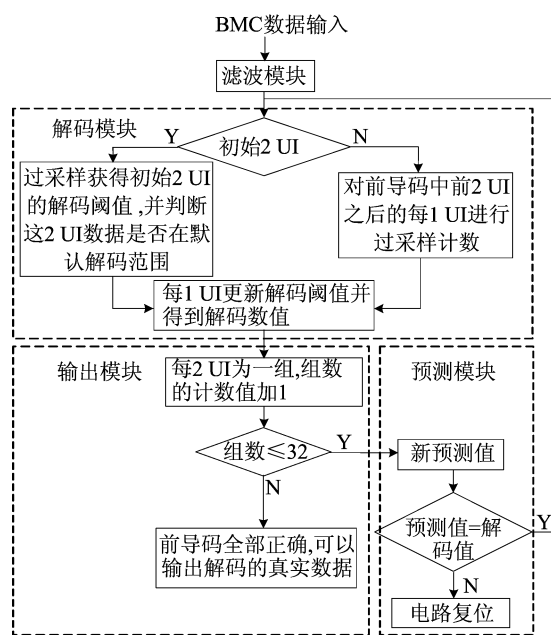 BMC数据输入
滤波模块
解码模块
Y
初始2 UI
N
过采样获得初始2 UI
的解码阈值,并判断
这2 UI数据是否在默
认解码范围
对前导码中前2 UI
之后的每1 UI进行
过采样计数
每1 UI更新解码阈值并
得到解码数值
输出模块
每2 UI为一组,组数
的计数值加1
预测模块
组数≤32
Y
新预测值
N
前导码全部正确,可以
输出解码的真实数据
预测值=解
码值
Y
N
电路复位